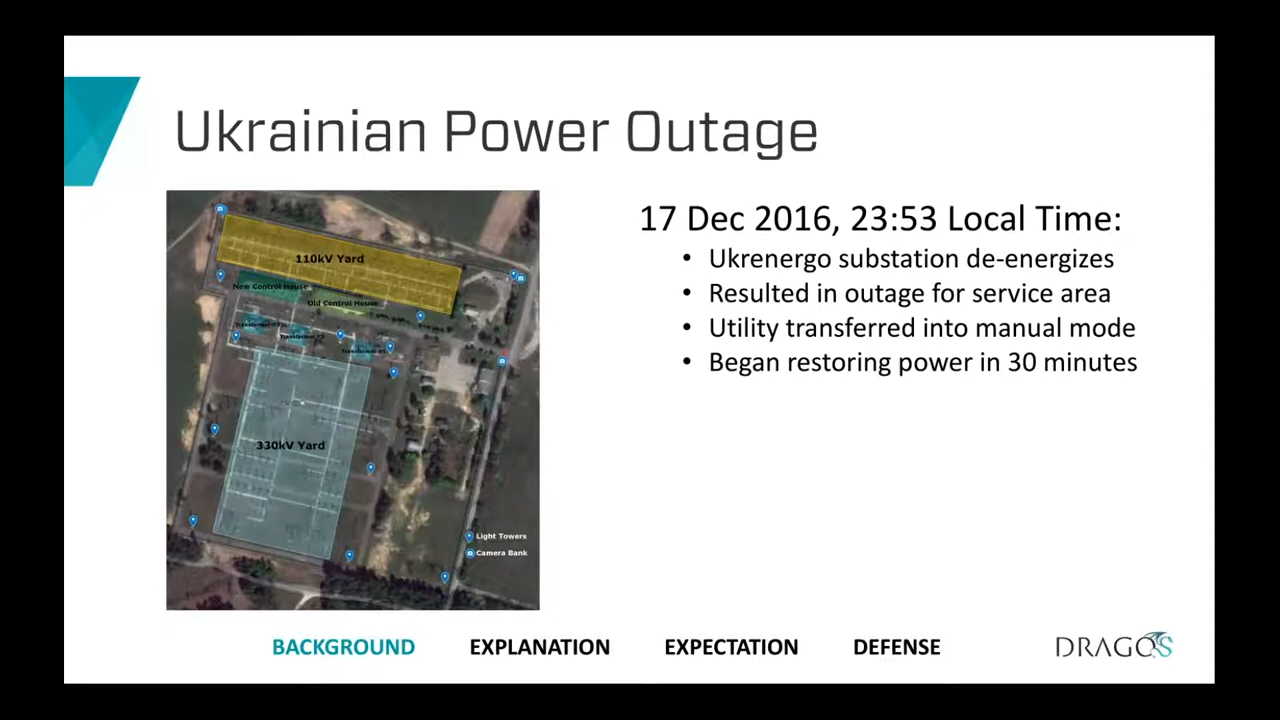 Ukrainian Power Outage
110kV Yard
New Control House
Old Control House
Transformer #2
330kV Yard
Light Towers
Camera Bank
17 Dec 2016, 23:53 Local Time:
• Ukrenergo substation de-energizes
• Resulted in outage for service area
• Utility transferred into manual mode
• Began restoring power in 30 minutes
BACKGROUND EXPLANATION EXPECTATION DEFENSE
DRAGOS